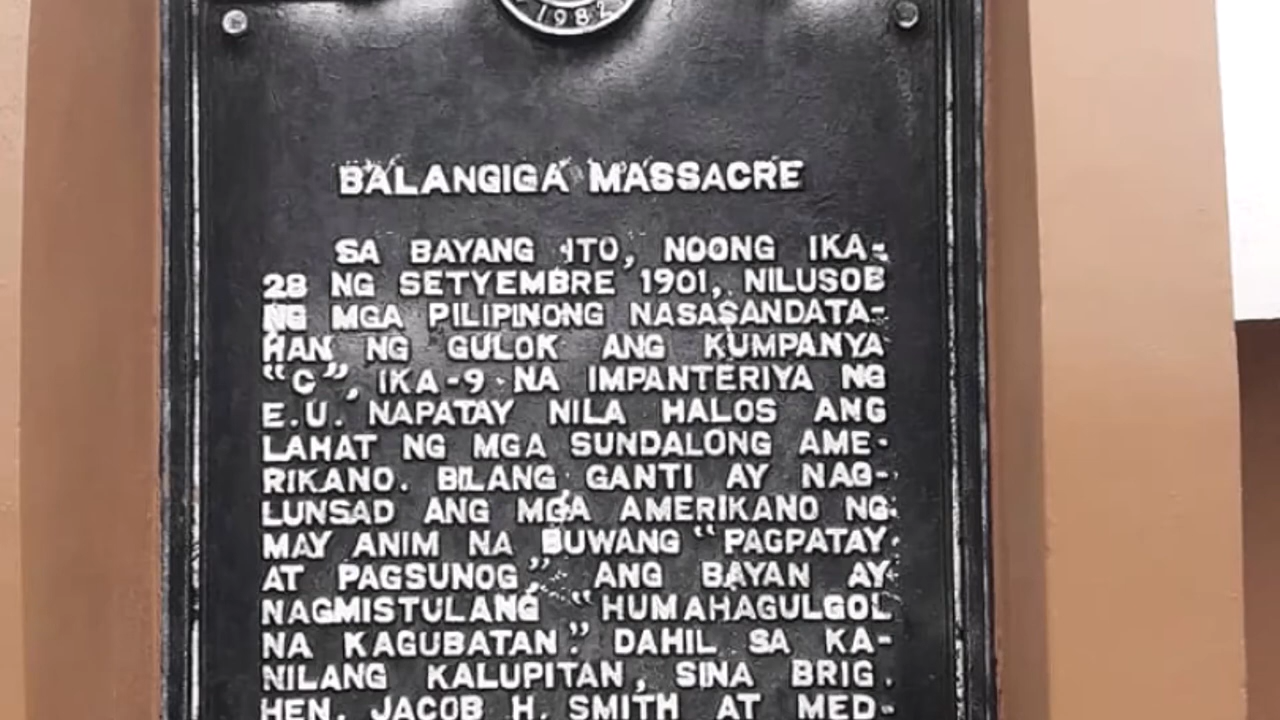 1982
BALANGIGA MASSACRE
SA BAYANG ITO, NOONG IKA-
28 NG SETYEMBRE 1901, NILUSOB
NG MGA PILIPINONG NASASANDATA-
HAN NG GULOK ANG KUMPANYA
“C”, IKA-9 NA IMPANTERIYA NG
E.U. NAPATAY NILA HALOS ANG
LAHAT NG MGA SUNDALONG AME-
RIKANO. BILANG GANTI AY NAG-
LUNSAD ANG MGA AMERIKANO NG
MAY ANIM NA BUWANG “PAGPATAY
AT PAGSUNOG”, ANG BAYAN AY
NAGMISTULANG “HUMAHAGULGOL
NA KAGUBATAN.” DAHIL SA KA-
NILANG KALUPITAN, SINA BRIG.
HEN. JACOB H. SMITH AT MED-